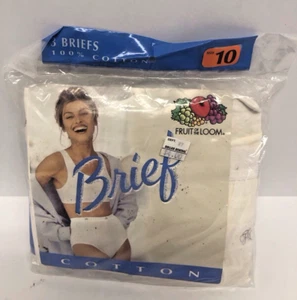 3 BRIEFS
100% COTTON
10
FRUIT OF THE LOOM®
Brief
COTTON